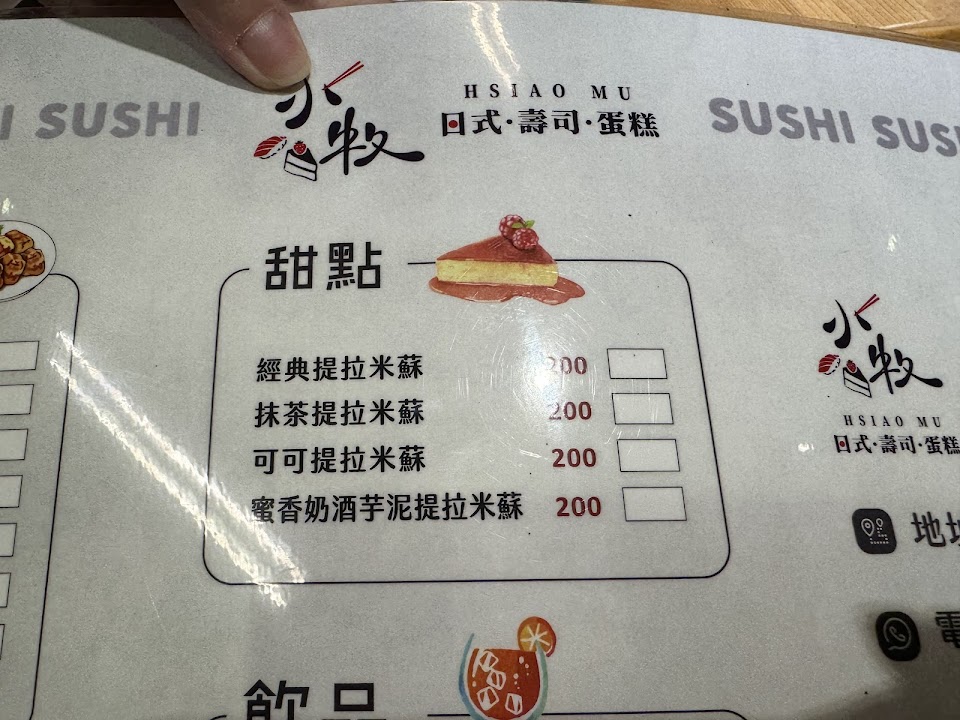 SUSHI
小牧
HSIAO MU
日式·壽司·蛋糕
SUSHI
甜點
經典提拉米蘇 200
抹茶提拉米蘇 200
可可提拉米蘇 200
蜜香奶酒芋泥提拉米蘇 200
小牧
HSIAO MU
日式·壽司·蛋糕
地
電
飲品